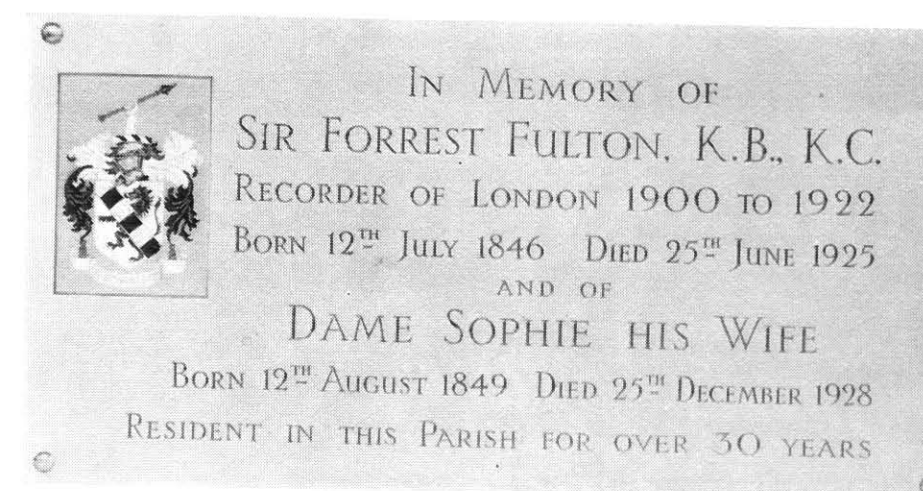 In Memory of
Sir Forrest Fulton, K.B., K.C.
Recorder of London 1900 to 1922
Born 12TH July 1846 Died 25TH June 1925
and of
Dame Sophie his Wife
Born 12TH August 1849 Died 25TH December 1928
Resident in this Parish for over 30 years